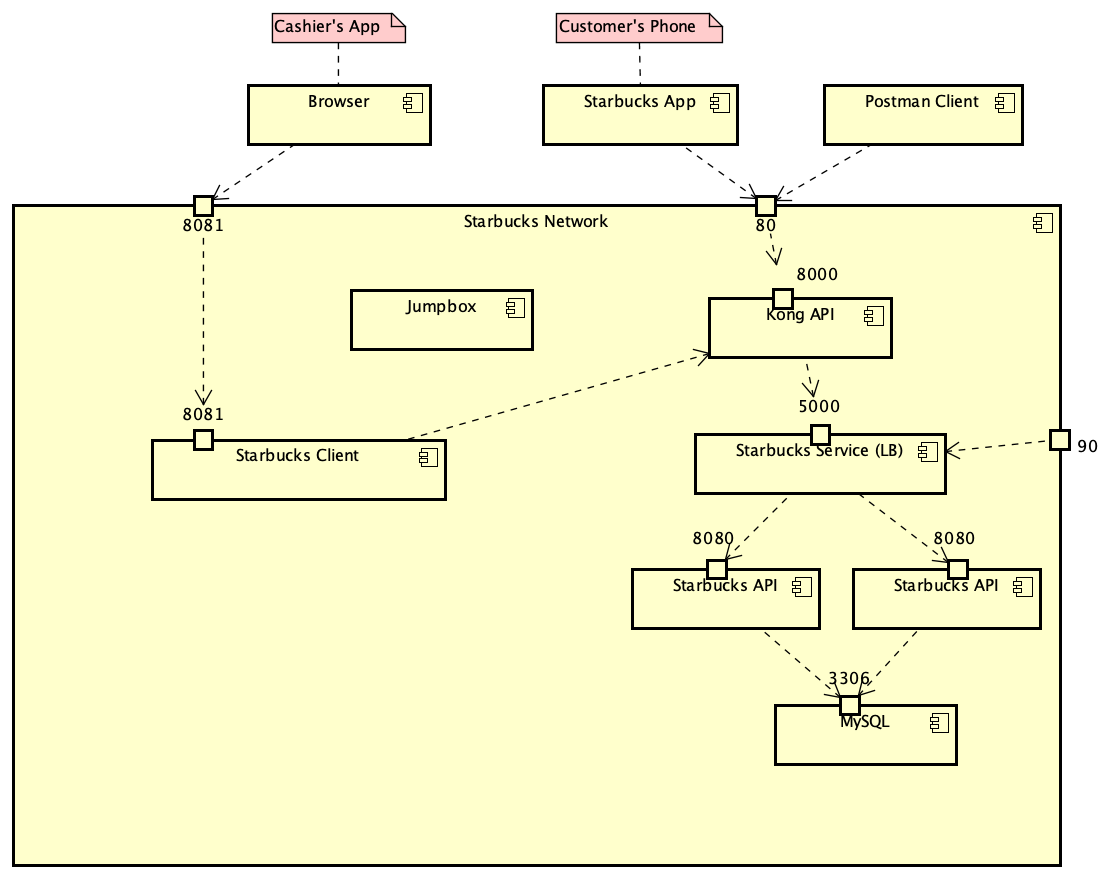 Cashier's App
Customer's Phone
Browser
Starbucks App
Postman Client
8081
Starbucks Network
80
8000
Jumpbox
Kong API
8081
5000
Starbucks Client
Starbucks Service (LB)
90
8080
8080
Starbucks API
Starbucks API
3306
MySQL